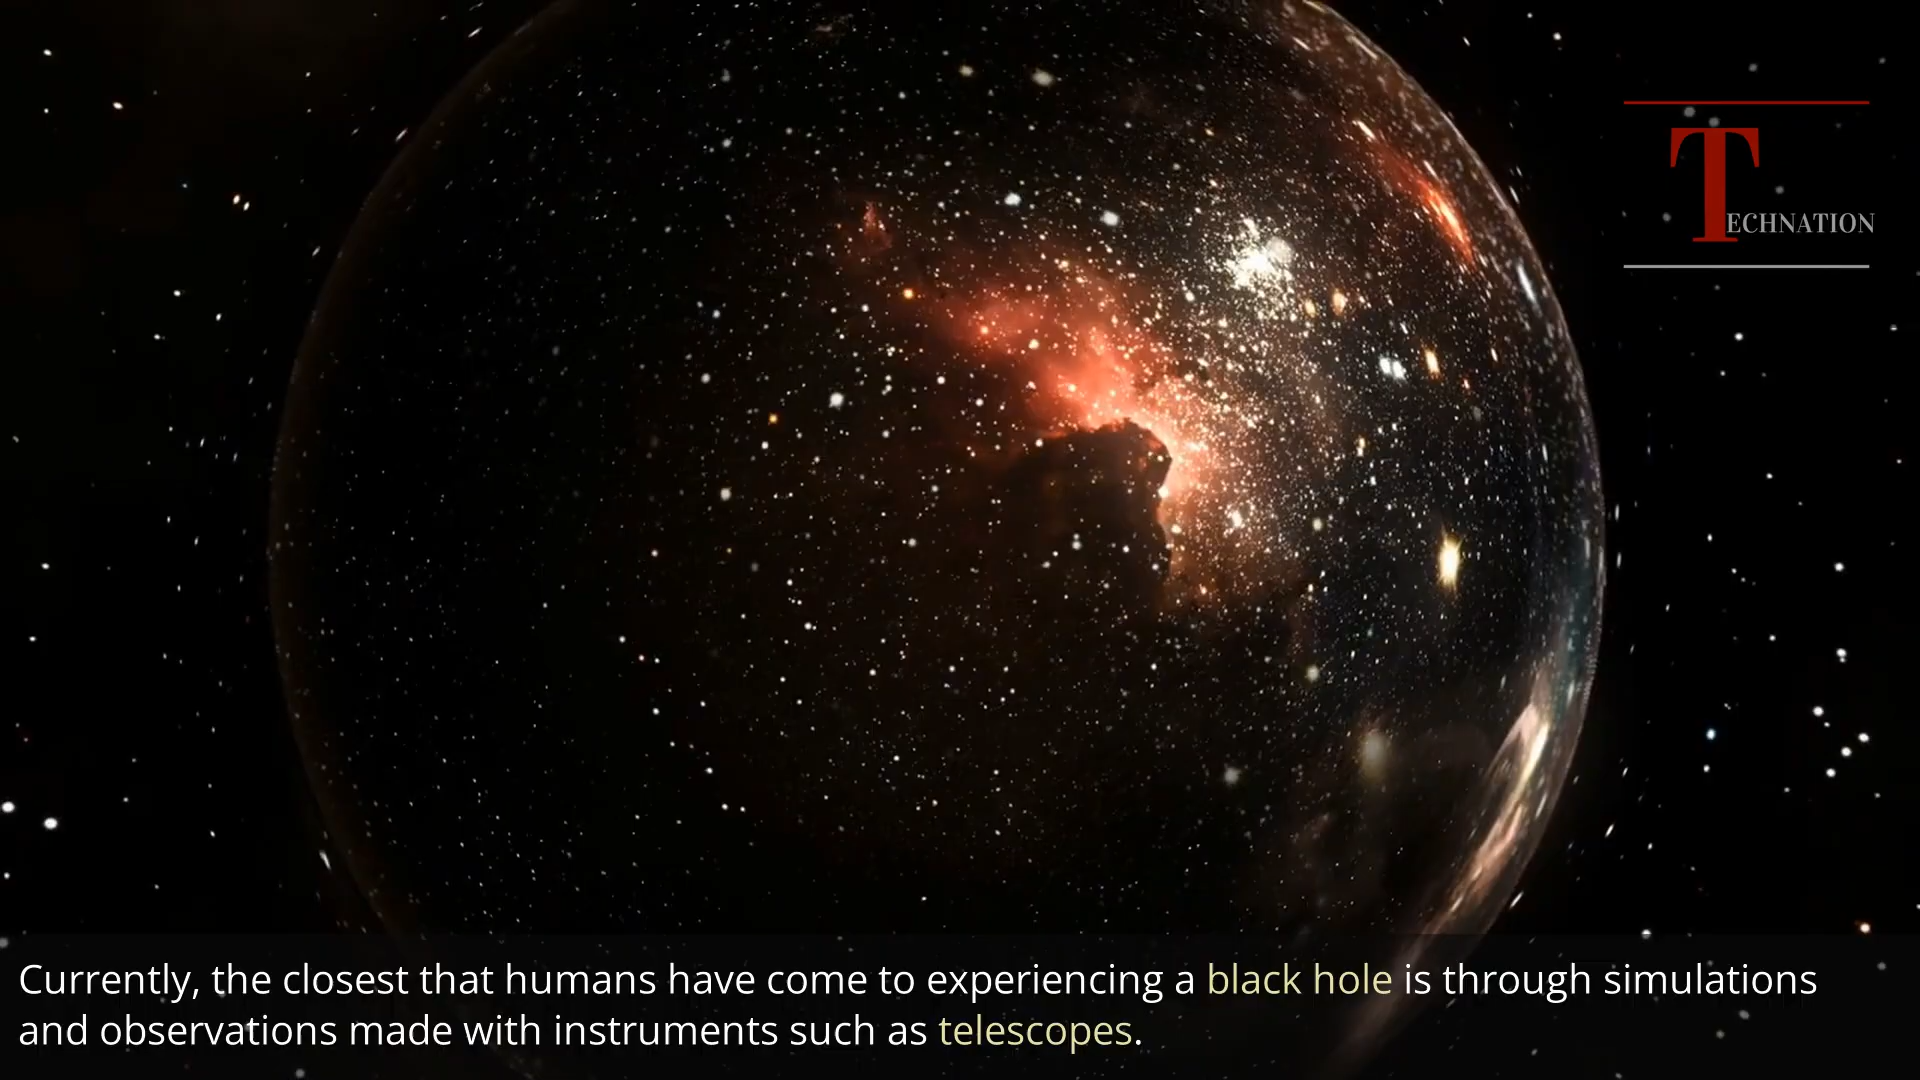 TECHNATION
Currently, the closest that humans have come to experiencing a black hole is through simulations
and observations made with instruments such as telescopes.